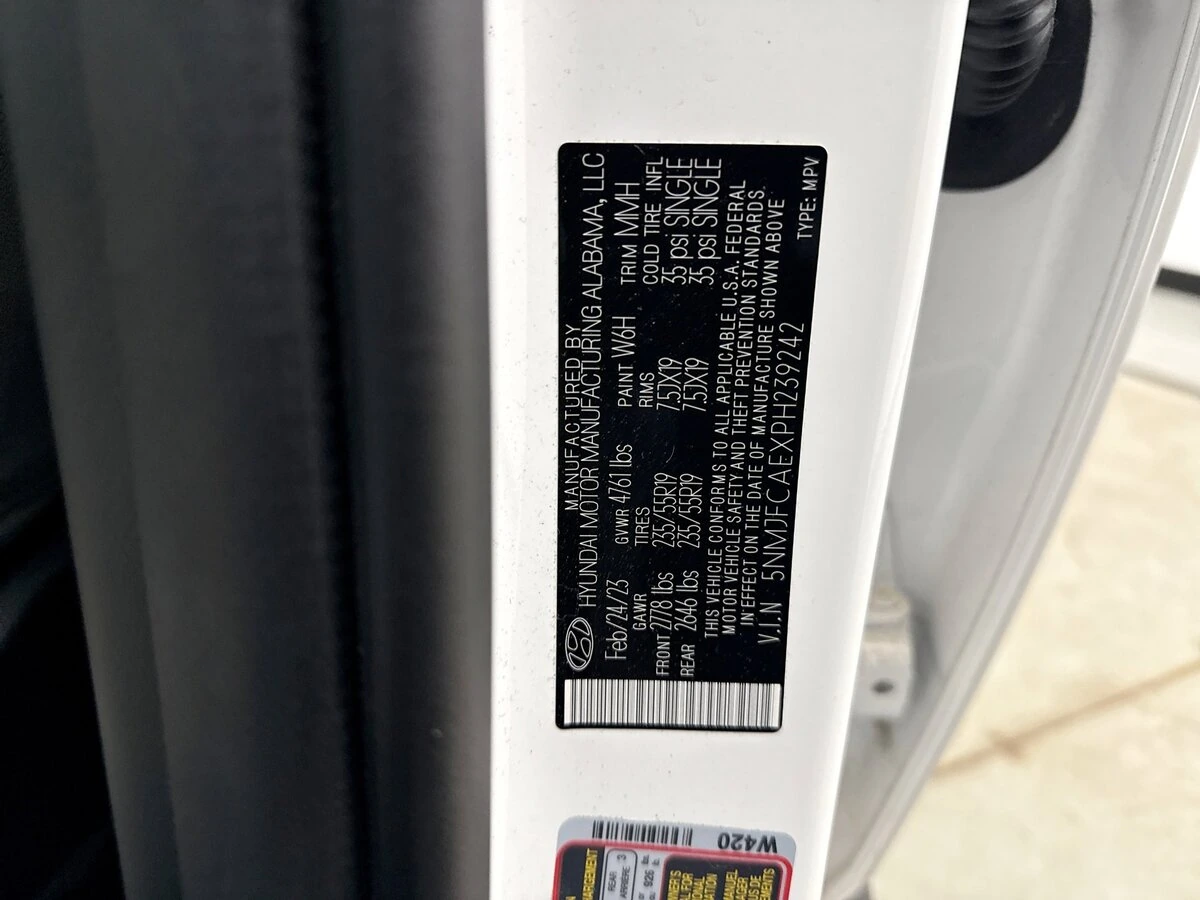 MANUFACTURED BY
HYUNDAI MOTOR MANUFACTURING ALABAMA, LLC
Feb/24/23 GVWR 4761 lbs PAINT W6H TRIM MMH
GAWR TIRES RIMS COLD TIRE INFL
FRONT 2778 lbs 235/55R19 7.5JX19 35 psi SINGLE
REAR 2646 lbs 235/55R19 7.5JX19 35 psi SINGLE
THIS VEHICLE CONFORMS TO ALL APPLICABLE U.S.A. FEDERAL
MOTOR VEHICLE SAFETY AND THEFT PREVENTION STANDARDS
IN EFFECT ON THE DATE OF MANUFACTURE SHOWN ABOVE
V.I.N 5NMJFCAEXPH239242 TYPE: MPV
W420
REAR
ARRIÈRE 3